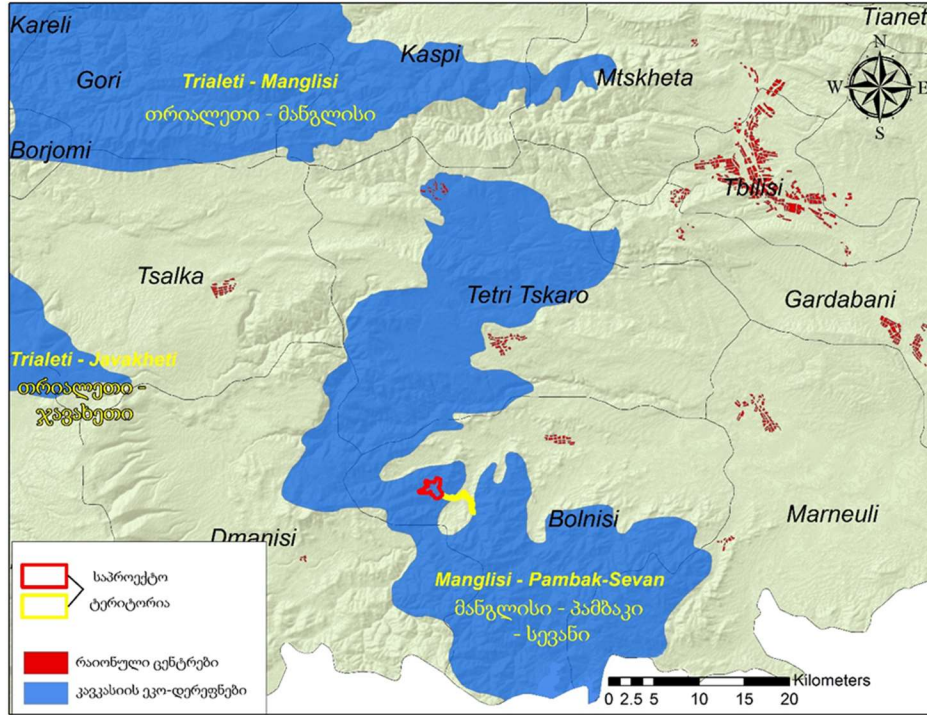 Kareli
Tianet
Kaspi
Gori
Trialeti - Manglisi
Mtskheta
N
W E
S
თრიალეთი - მანგლისი
Borjomi
Tbilisi
Tsalka
Tetri Tskaro
Gardabani
Trialeti - Javakheti
თრიალეთი -
ჯავახეთი
Dmanisi
Bolnisi
Marneuli
Manglisi - Pambak-Sevan
მანგლისი - პამბაკი
- სევანი
საპროექტო
ტერიტორია
რაიონული ცენტრები
კავკასიის ეკო-დერეფნები
Kilometers
0 2.5 5 10 15 20